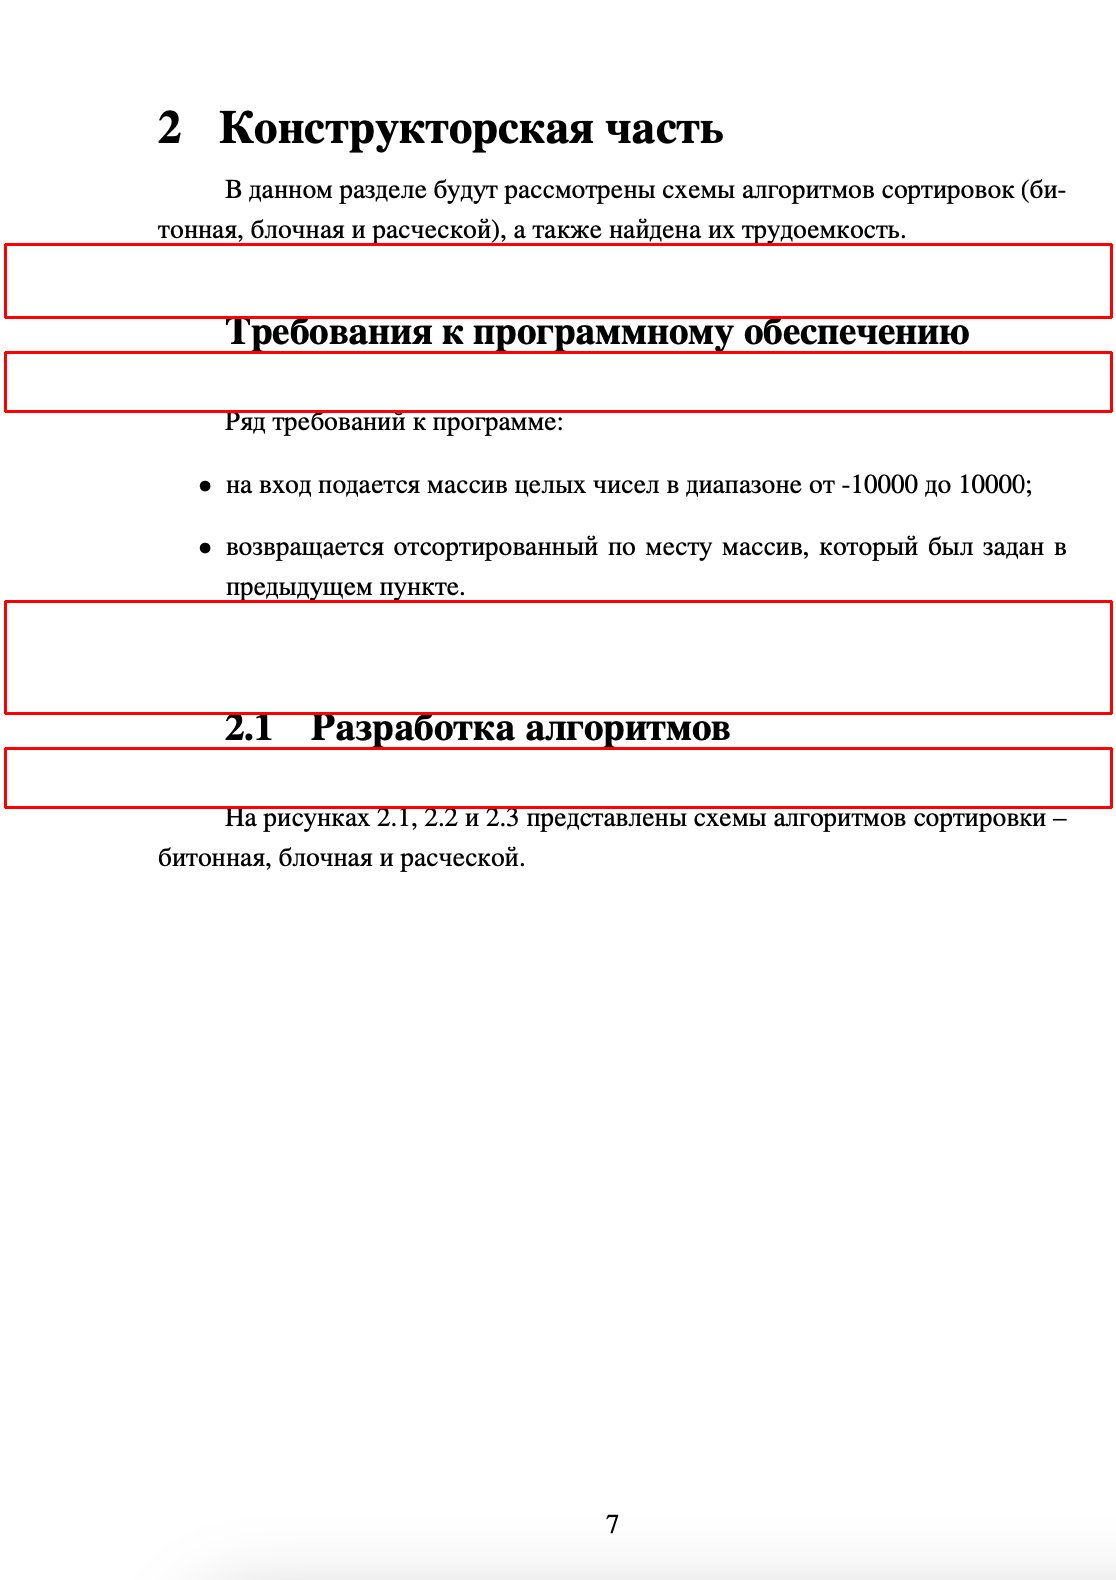 2 Конструкторская часть
В данном разделе будут рассмотрены схемы алгоритмов сортировок (би-
тонная, блочная и расческой), а также найдена их трудоемкость.
Требования к программному обеспечению
Ряд требований к программе:
● на вход подается массив целых чисел в диапазоне от -10000 до 10000;
● возвращается отсортированный по месту массив, который был задан в
предыдущем пункте.
2.1 Разработка алгоритмов
На рисунках 2.1, 2.2 и 2.3 представлены схемы алгоритмов сортировки –
битонная, блочная и расческой.
7